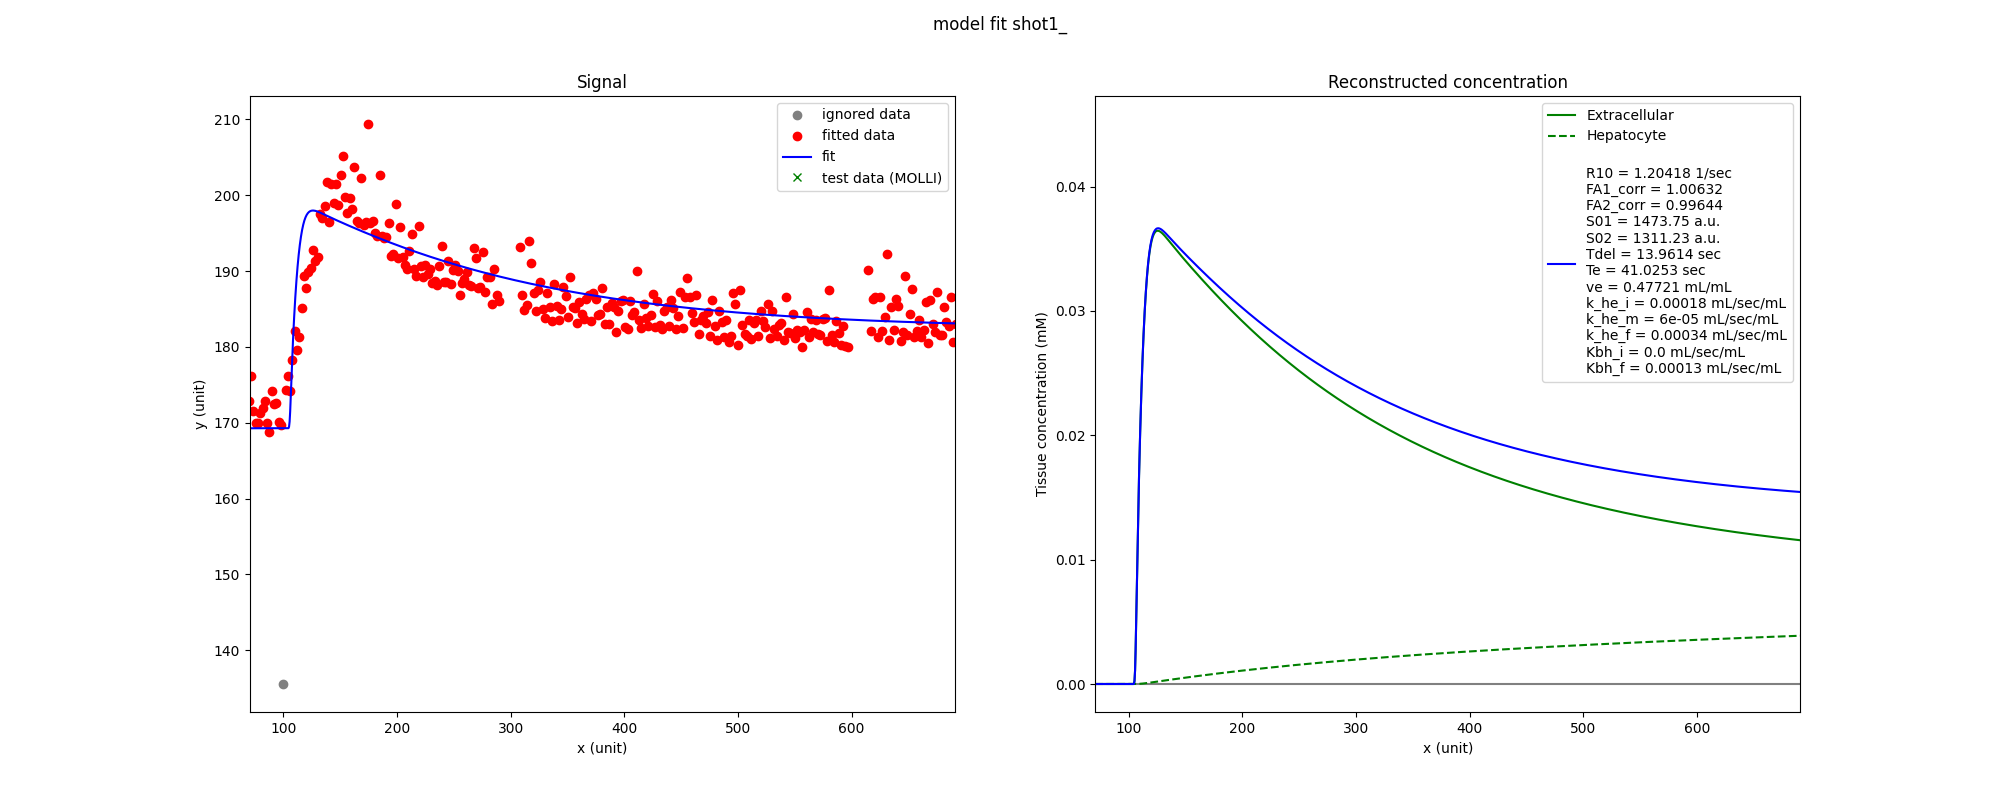 model fit shot1_
Signal
210
200
190
180
170
160
150
140
y (unit)
100
200
300
400
500
600
x (unit)
ignored data
fitted data
fit
test data (MOLLI)
Reconstructed concentration
0.04
0.03
0.02
0.01
0.00
Tissue concentration (mM)
100
200
300
400
500
600
x (unit)
Extracellular
Hepatocyte
R10 = 1.20418 1/sec
FA1_corr = 1.00632
FA2_corr = 0.99644
S01 = 1473.75 a.u.
S02 = 1311.23 a.u.
Tdel = 13.9614 sec
Te = 41.0253 sec
ve = 0.47721 mL/mL
k_he_i = 0.00018 mL/sec/mL
k_he_m = 6e-05 mL/sec/mL
k_he_f = 0.00034 mL/sec/mL
Kbh_i = 0.0 mL/sec/mL
Kbh_f = 0.00013 mL/sec/mL